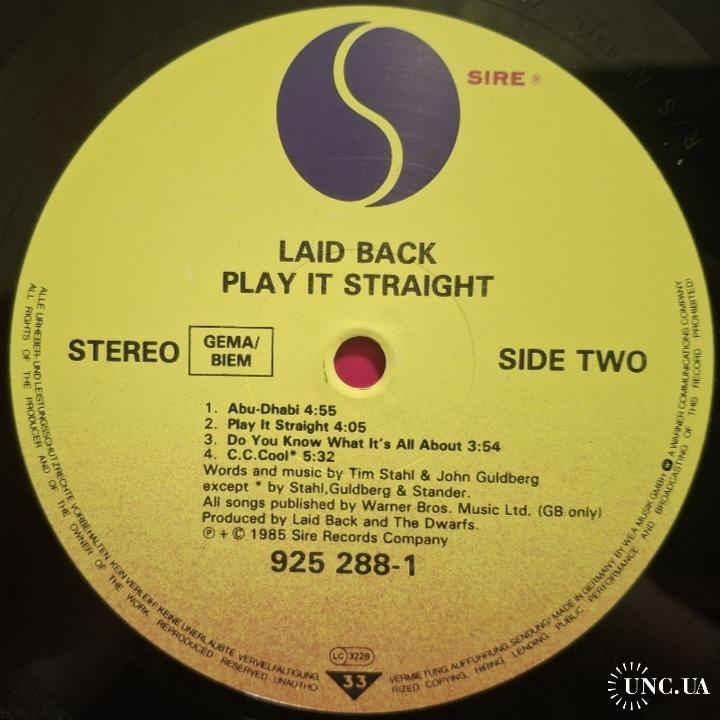 SIRE ®
LAID BACK
PLAY IT STRAIGHT
STEREO
GEMA/
BIEM
SIDE TWO
1. Abu-Dhabi 4:55
2. Play It Straight 4:05
3. Do You Know What It's All About 3:54
4. C.C.Cool* 5:32
Words and music by Tim Stahl & John Guldberg
except * by Stahl,Guldberg & Stander.
All songs published by Warner Bros. Music Ltd. (GB only)
Produced by Laid Back and The Dwarfs.
℗ + © 1985 Sire Records Company
925 288-1
ALLE URHEBER- UND LEISTUNGSSCHUTZRECHTE VORBEHALTEN. KEIN VERLEIH! KEINE UNERLAUBTE VERVIELFÄLTIGUNG,
VERMIETUNG, AUFFÜHRUNG, SENDUNG! MADE IN GERMANY BY WEA MUSIK GMBH A WARNER COMMUNICATIONS COMPANY
ALL RIGHTS OF THE PRODUCER AND OF THE OWNER OF THE WORK REPRODUCED RESERVED. UNAUTHO
RIZED COPYING, HIRING, LENDING, PUBLIC PERFORMANCE AND BROADCASTING OF THIS RECORD PROHIBITED!
LC 3228
33
UNC.UA